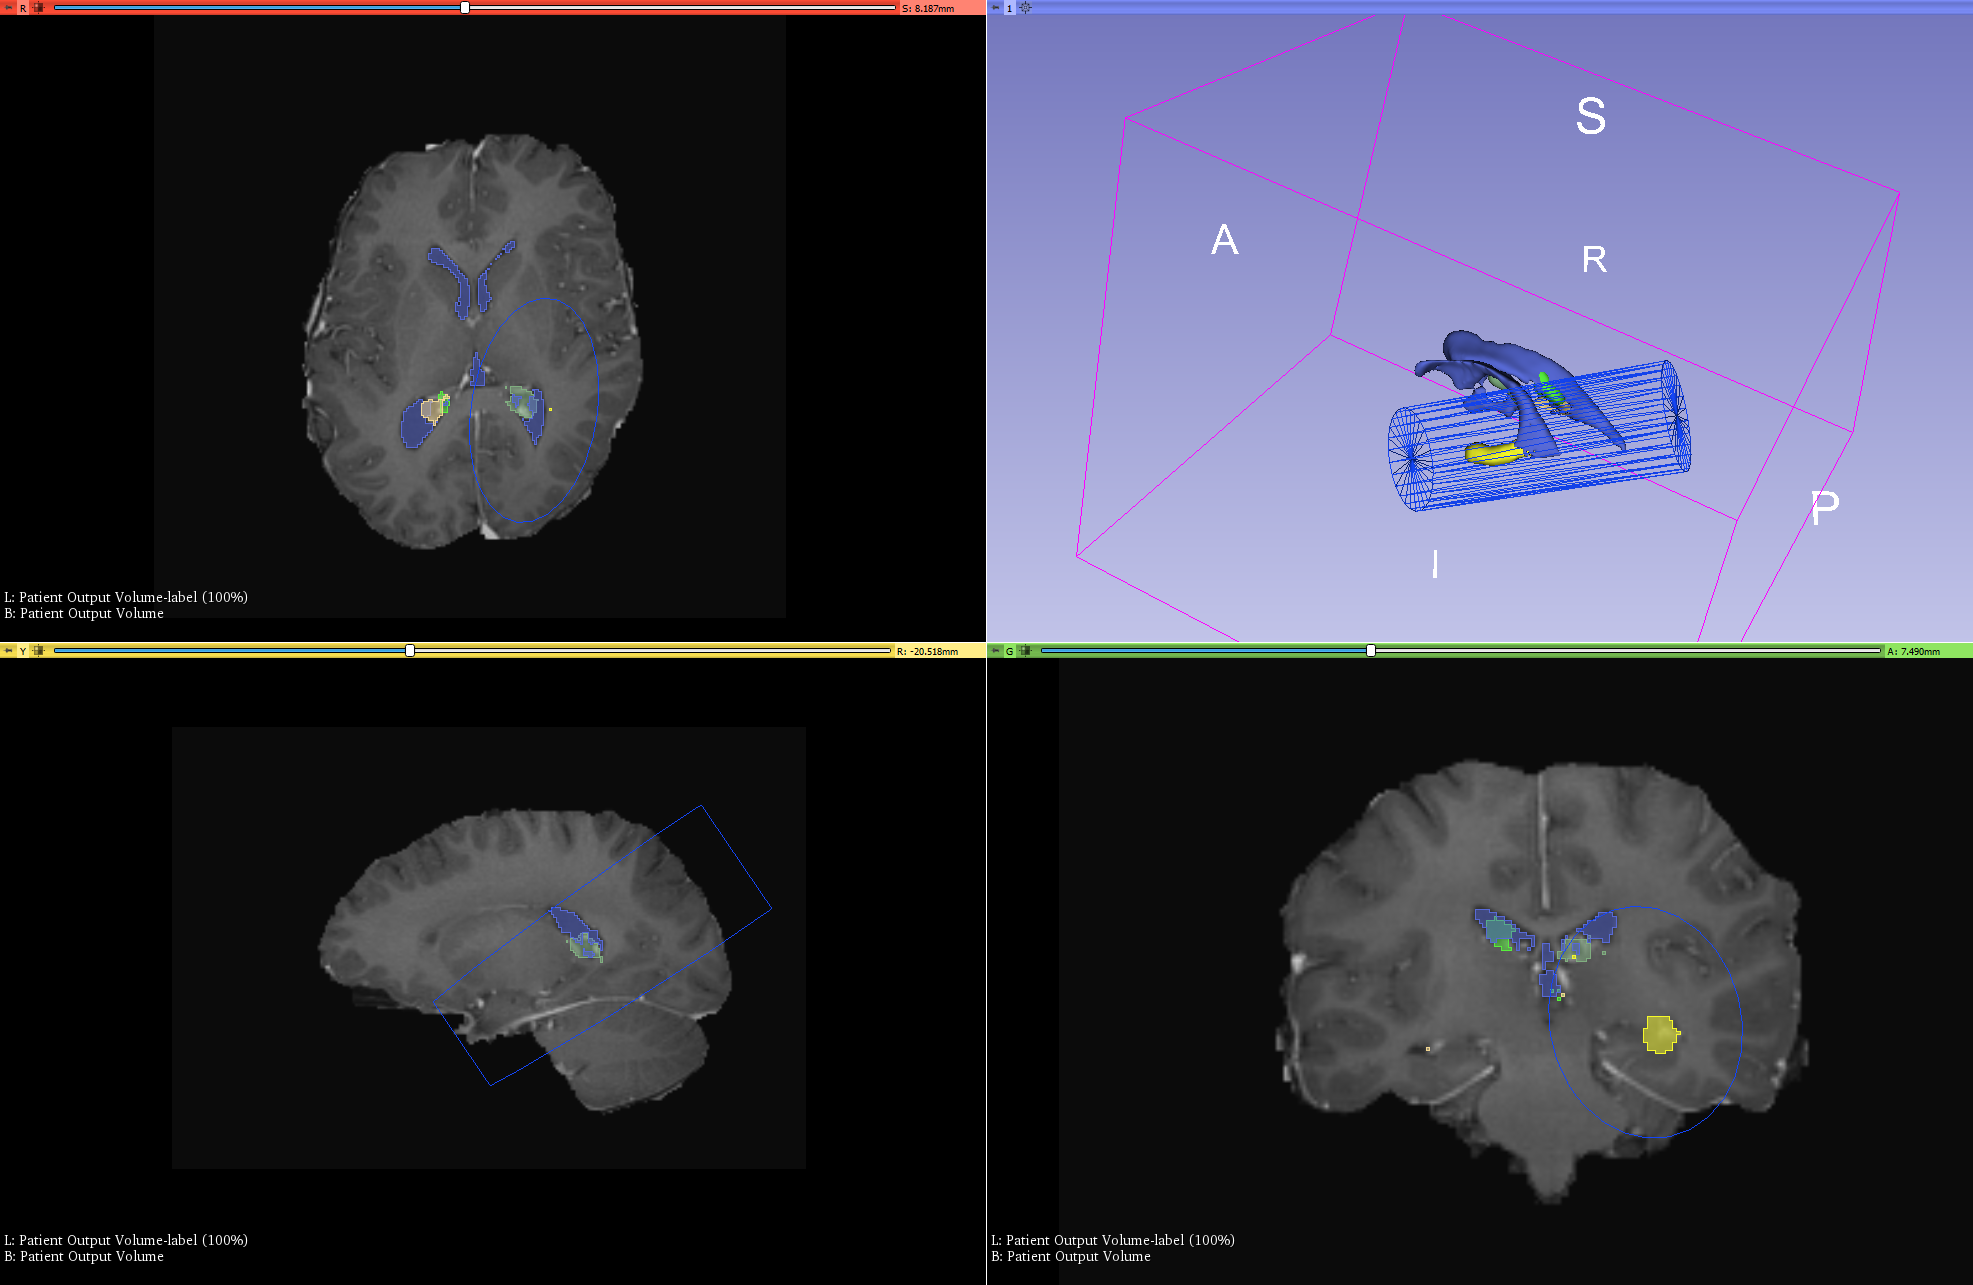 R
S: 8.187mm
L: Patient Output Volume-label (100%)
B: Patient Output Volume
1
S
A
R
P
I
Y
R: -20.518mm
L: Patient Output Volume-label (100%)
B: Patient Output Volume
G
A: 7.490mm
L: Patient Output Volume-label (100%)
B: Patient Output Volume